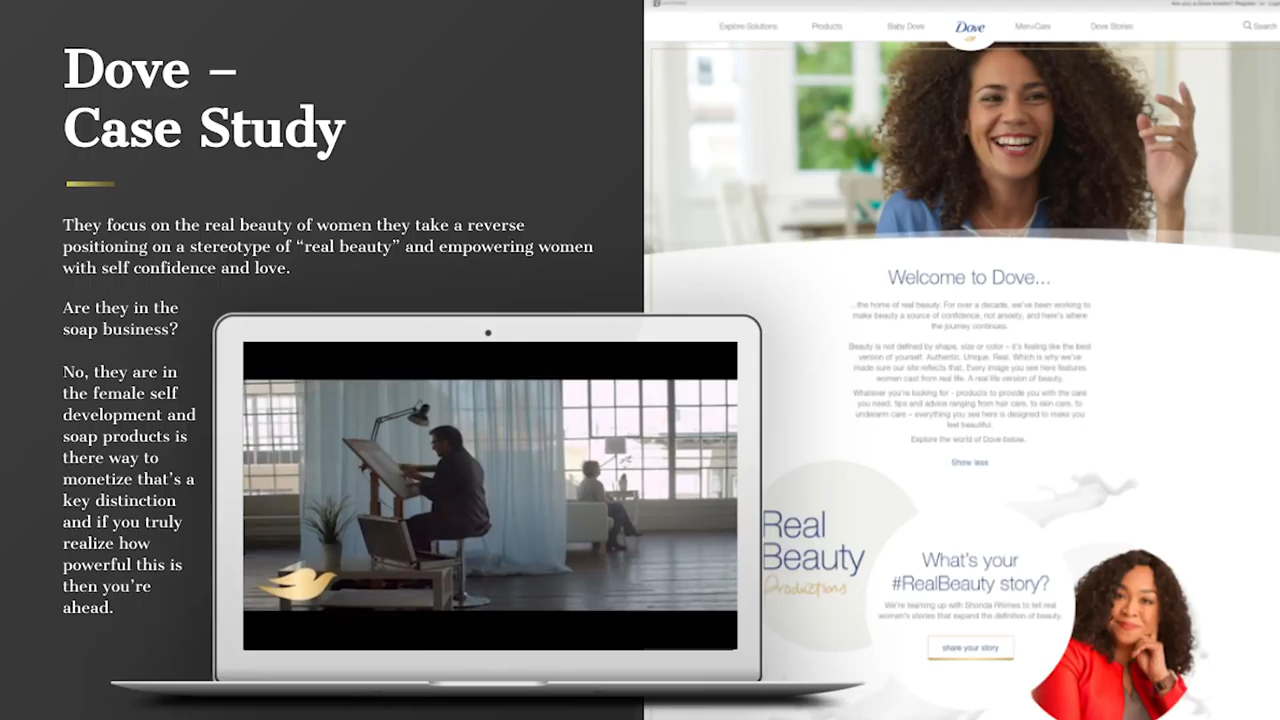 Dove –
Case Study
They focus on the real beauty of women they take a reverse
positioning on a stereotype of “real beauty” and empowering women
with self confidence and love.
Are they in the
soap business?
No, they are in
the female self
development and
soap products is
there way to
monetize that’s a
key distinction
and if you truly
realize how
powerful this is
then you’re
ahead.
Are you a Dove Insider? Register or
Explore Solutions
Products
Baby Dove
Dove
Men+Care
Dove Stories
Search
Welcome to Dove...
...the home of real beauty. For over a decade, we've been working to
make beauty a source of confidence, not anxiety, and here's where
the journey continues.
Beauty is not defined by shape, size or color – it's feeling like the best
version of yourself. Authentic. Unique. Real. Which is why we've
made sure our site reflects that. Every image you see here features
women cast from real life. A real life version of beauty.
Whatever you're looking for - products to provide you with the care
you need, tips and advice ranging from hair care, to skin care, to
underarm care – everything you see here is designed to make you
feel beautiful.
Explore the world of Dove below.
Show less
Real
Beauty
Productions
What's your
#RealBeauty story?
We're teaming up with Shonda Rhimes to tell real
women's stories that expand the definition of beauty.
share your story